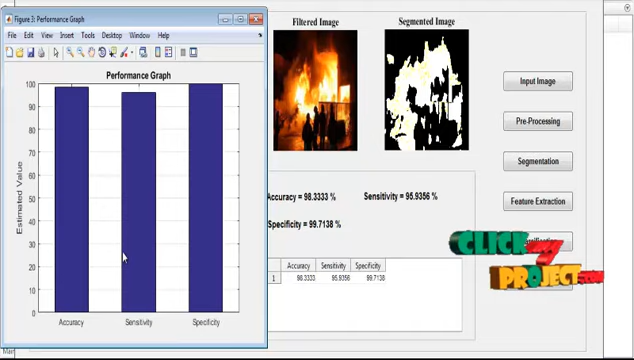 Figure 3: Performance Graph
File Edit View Insert Tools Desktop Window Help
Performance Graph
Estimated Value
100
90
80
70
60
50
40
30
20
10
0
Accuracy Sensitivity Specificity
Filtered Image
Segmented Image
Accuracy = 98.3333 %
Sensitivity = 95.9356 %
Specificity = 99.7138 %
Accuracy Sensitivity Specificity
1 98.3333 95.9356 99.7138
Input Image
Pre-Processing
Segmentation
Feature Extraction
CLICK
PROJECT.COM